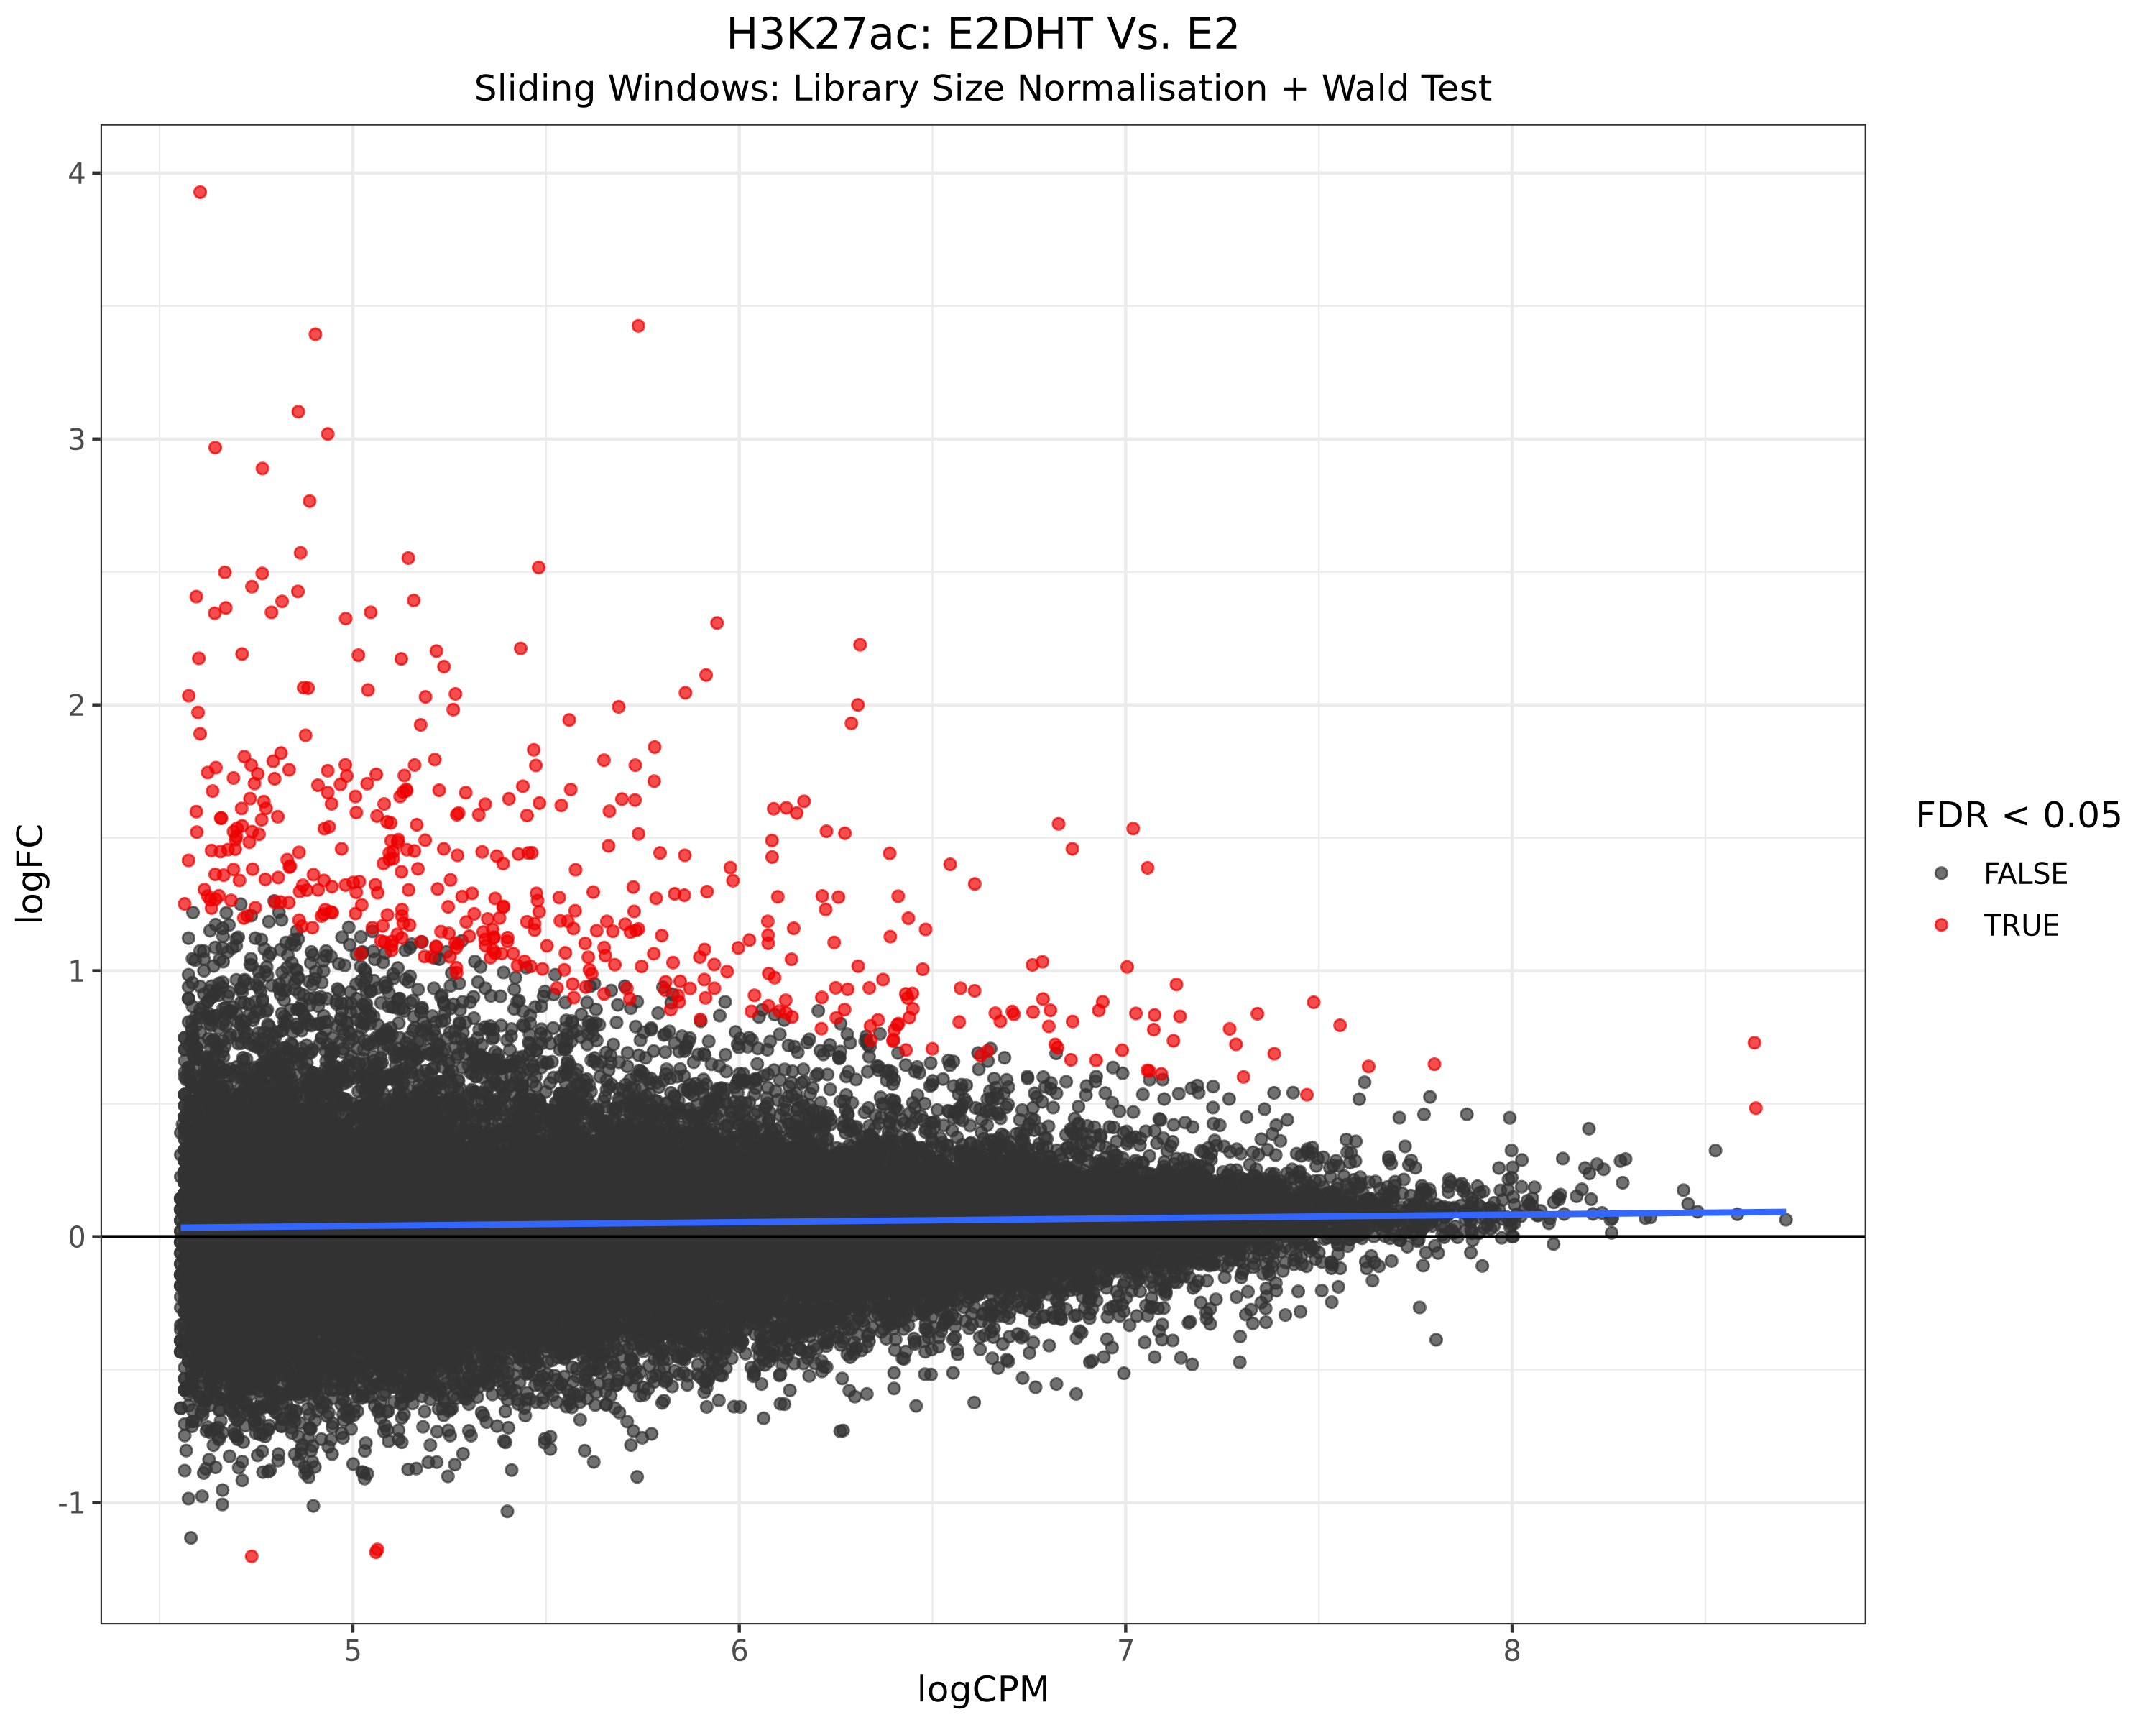 H3K27ac: E2DHT Vs. E2
Sliding Windows: Library Size Normalisation + Wald Test
4
3
2
1
0
-1
logFC
5 6 7 8
logCPM
FDR < 0.05
FALSE
TRUE